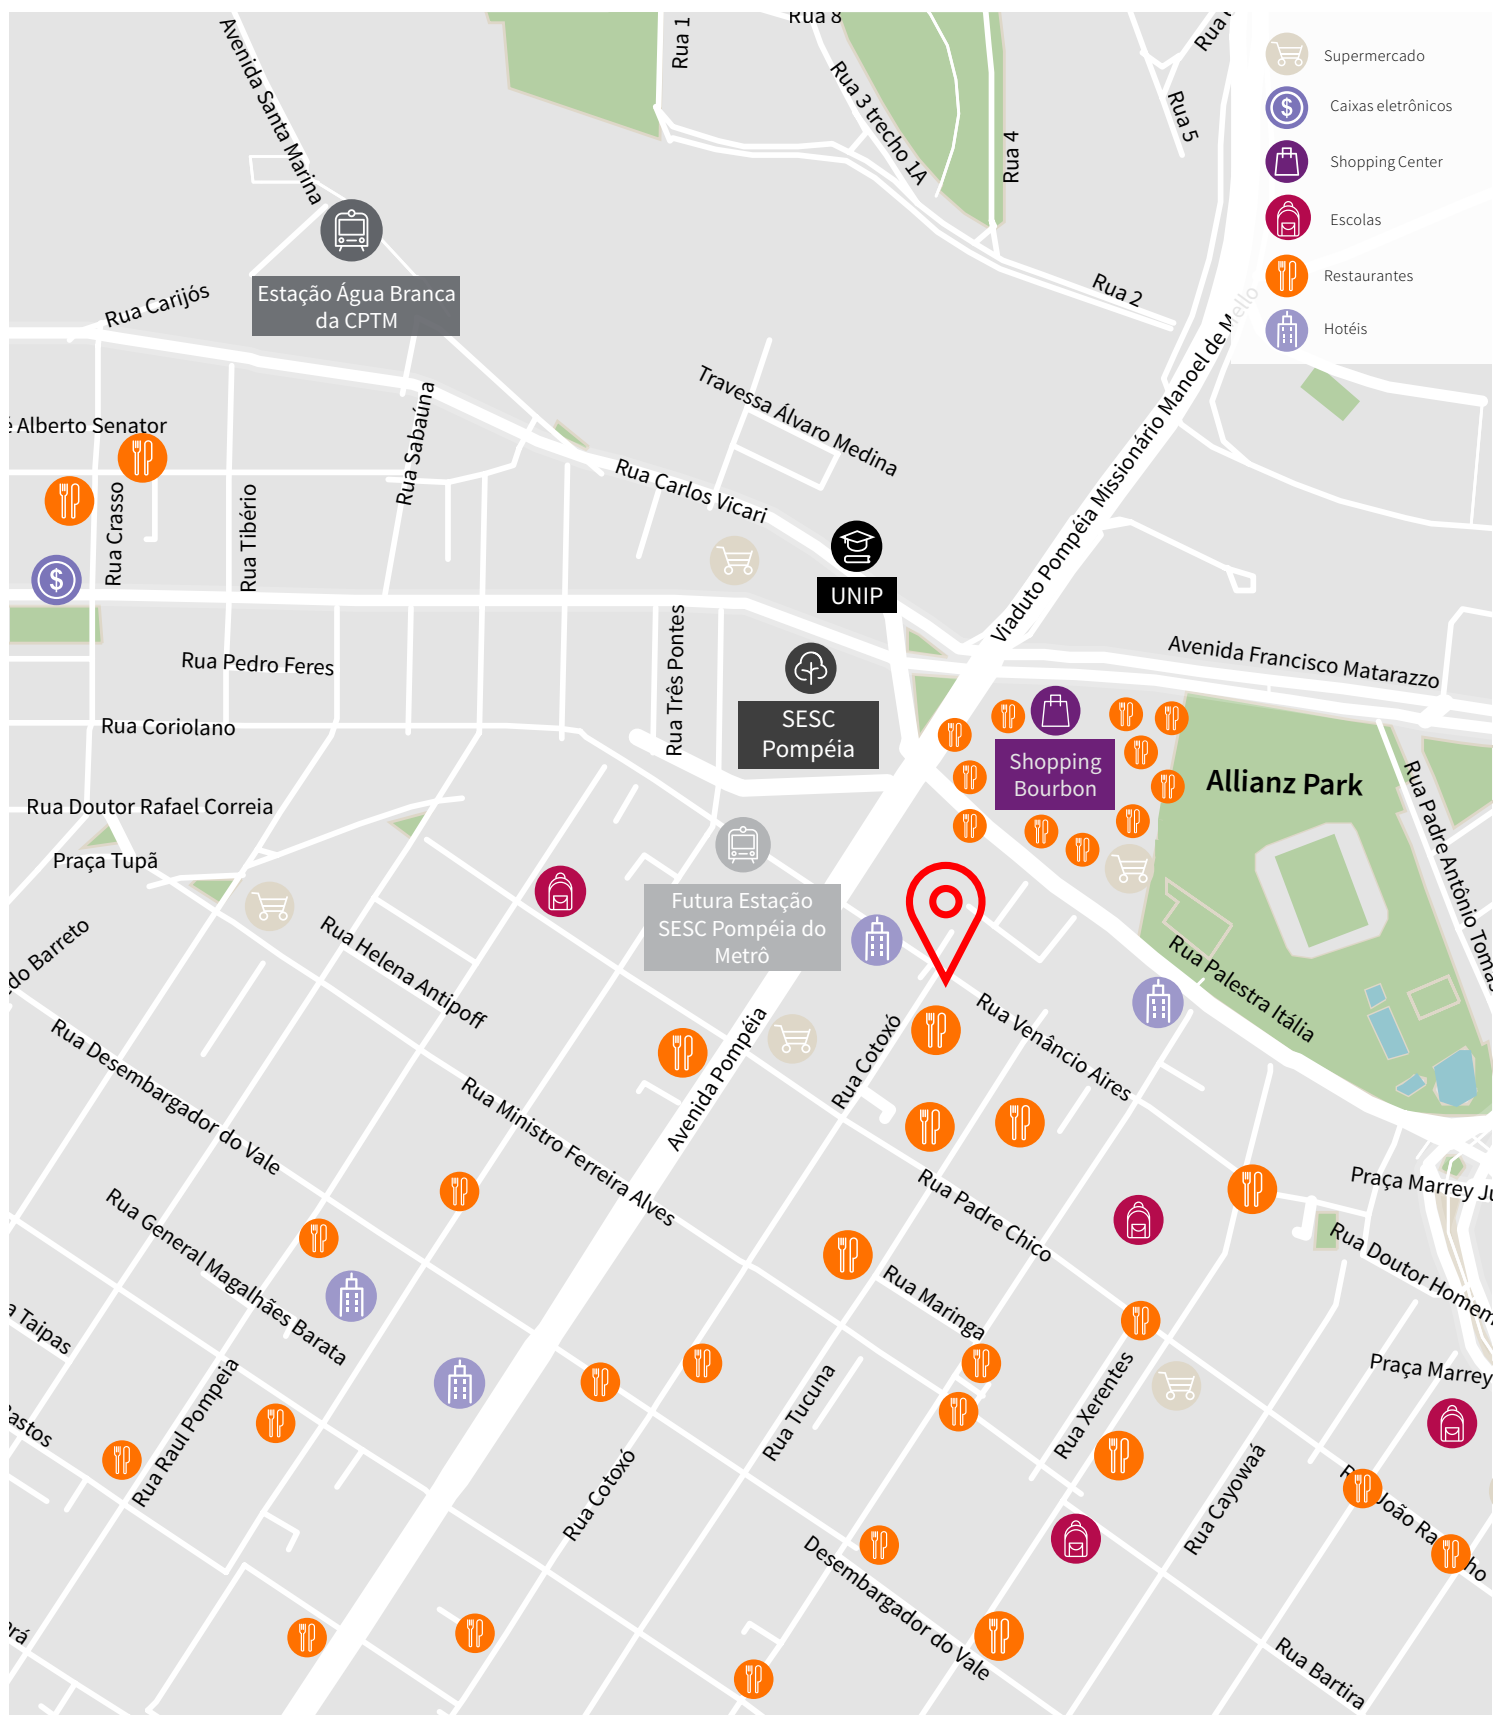 Rua 8
Rua 1
Avenida Santa Marina
Rua 3 trecho 1A
Rua 4
Rua 5
Rua
Supermercado
Caixas eletrônicos
Shopping Center
Escolas
Restaurantes
Hotéis
Rua 2
Rua Carijós
Estação Água Branca
da CPTM
Viaduto Pompéia Missionário Manoel de Mello
Travessa Álvaro Medina
Alberto Senator
Rua Sabaúna
Rua Carlos Vicari
Rua Crasso
Rua Tibério
$
$
UNIP
Rua Pedro Feres
Rua Três Pontes
Avenida Francisco Matarazzo
SESC
Pompéia
Rua Coriolano
Shopping
Bourbon
Allianz Park
Rua Doutor Rafael Correia
Praça Tupã
Rua Padre Antônio Tomas
Futura Estação
SESC Pompéia do
Metrô
do Barreto
Rua Helena Antipoff
Rua Palestra Itália
Rua Venâncio Aires
Rua Cotoxó
Avenida Pompéia
Rua Desembargador do Vale
Rua Ministro Ferreira Alves
Rua Padre Chico
Praça Marrey
Rua Doutor Homem
Rua General Magalhães Barata
Rua Maringa
Taipas
Rua Raul Pompeia
Rua Tucuna
Rua Xerentes
Praça Marrey
astos
Rua Cotoxó
Rua Cayowaá
João Ra
ho
Desembargador do Vale
Rua Bartira
rá